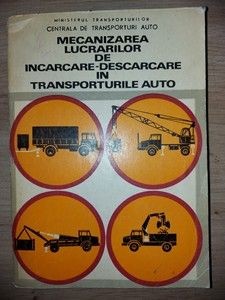 MINISTERUL TRANSPORTURILOR
CENTRALA DE TRANSPORTURI AUTO
MECANIZAREA
LUCRARILOR
DE
INCARCARE-DESCARCARE
IN
TRANSPORTURILE AUTO